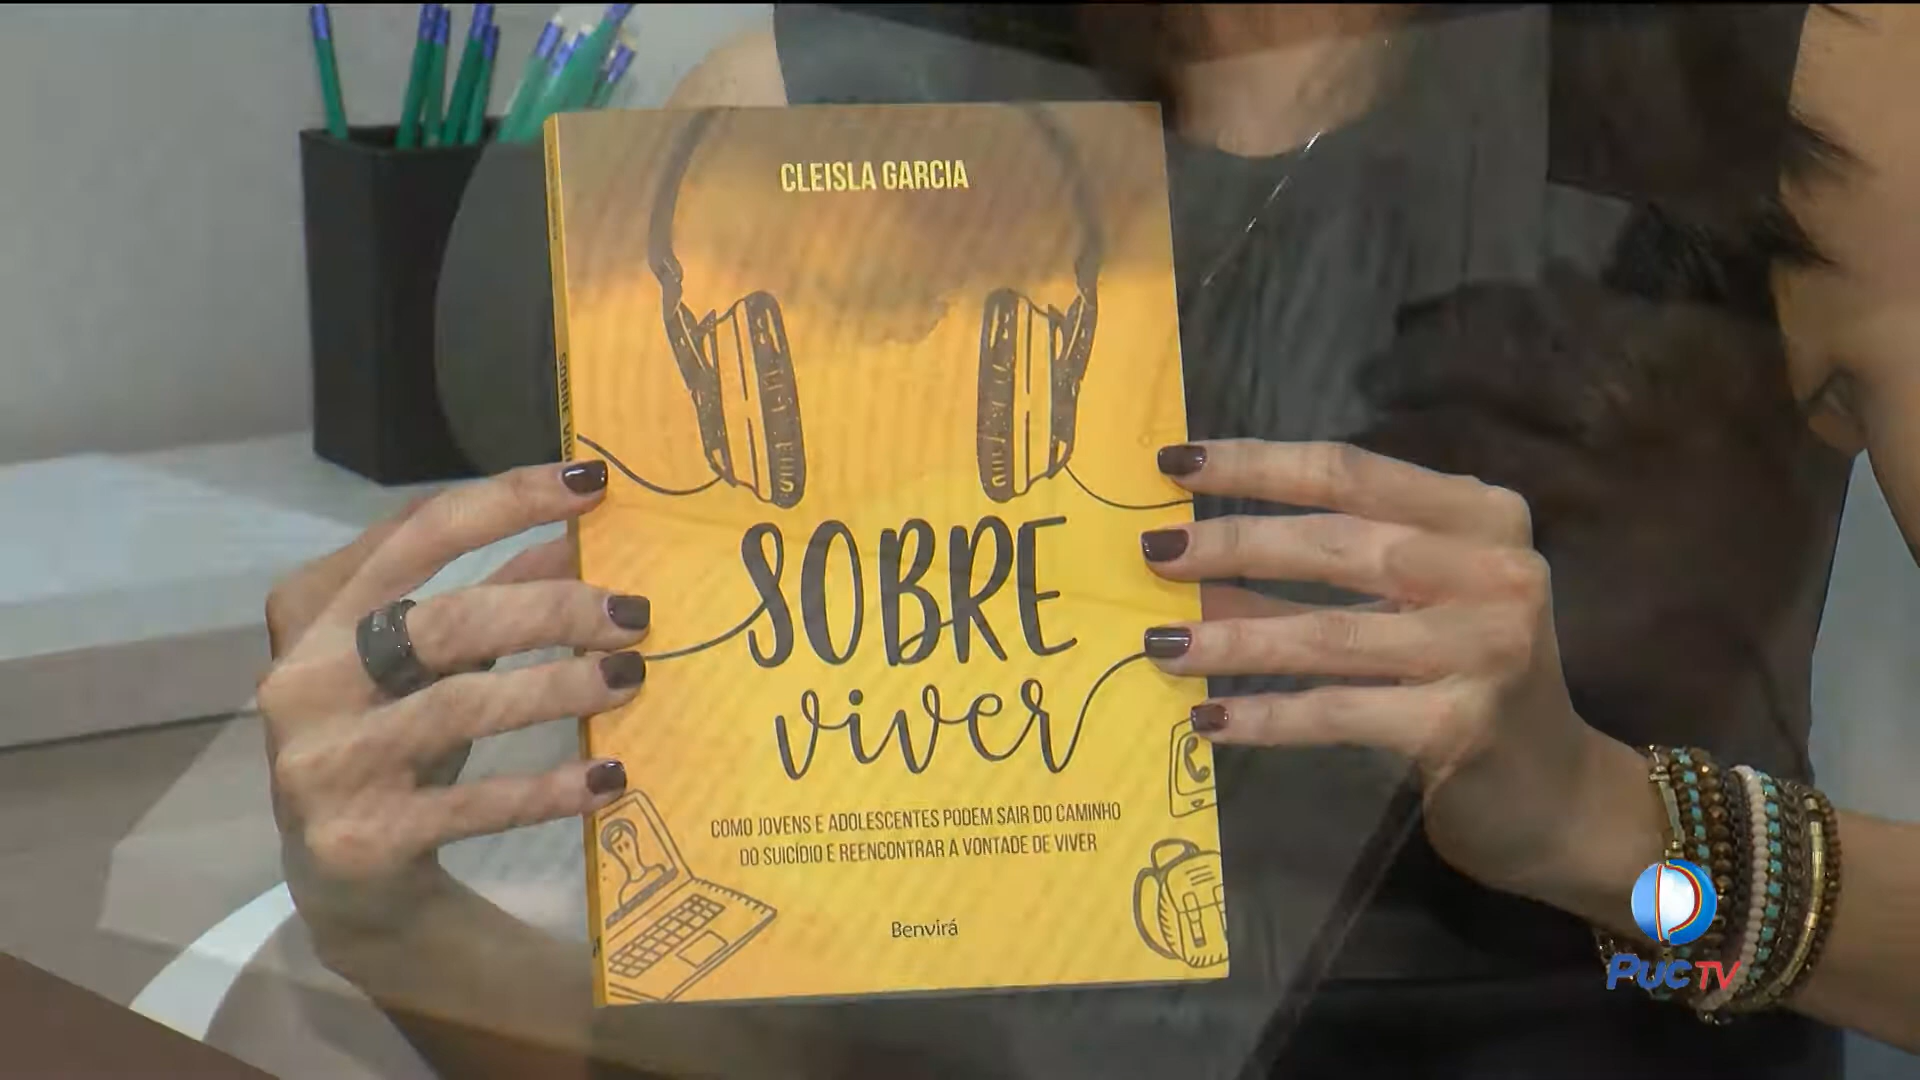 CLEISLA GARCIA
SOBRE
viver
COMO JOVENS E ADOLESCENTES PODEM SAIR DO CAMINHO
DO SUICÍDIO E REENCONTRAR A VONTADE DE VIVER
Benvirá
SOBRE VIV
PUC TV